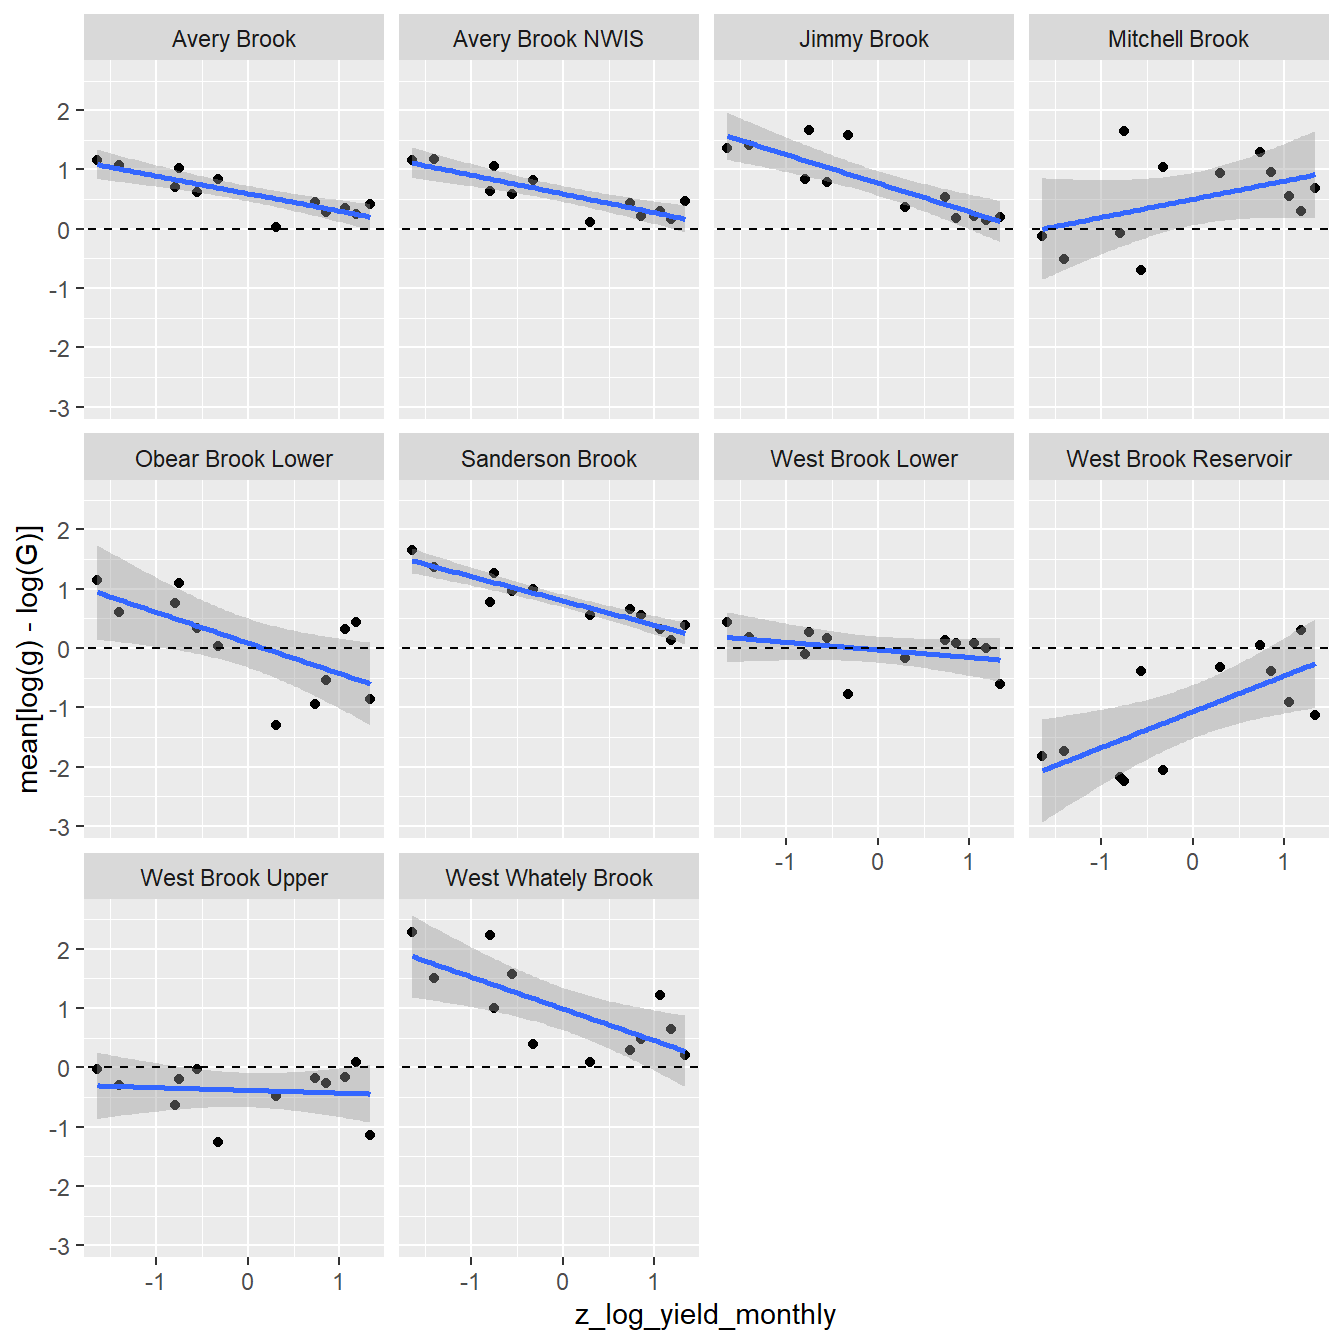 Avery Brook
Avery Brook NWIS
Jimmy Brook
Mitchell Brook
2
1
0
-1
-2
-3
Obear Brook Lower
Sanderson Brook
West Brook Lower
West Brook Reservoir
mean[log(g) - log(G)]
2
1
0
-1
-2
-3
-1 0 1
-1 0 1
West Brook Upper
West Whately Brook
2
1
0
-1
-2
-3
-1 0 1
-1 0 1
z_log_yield_monthly